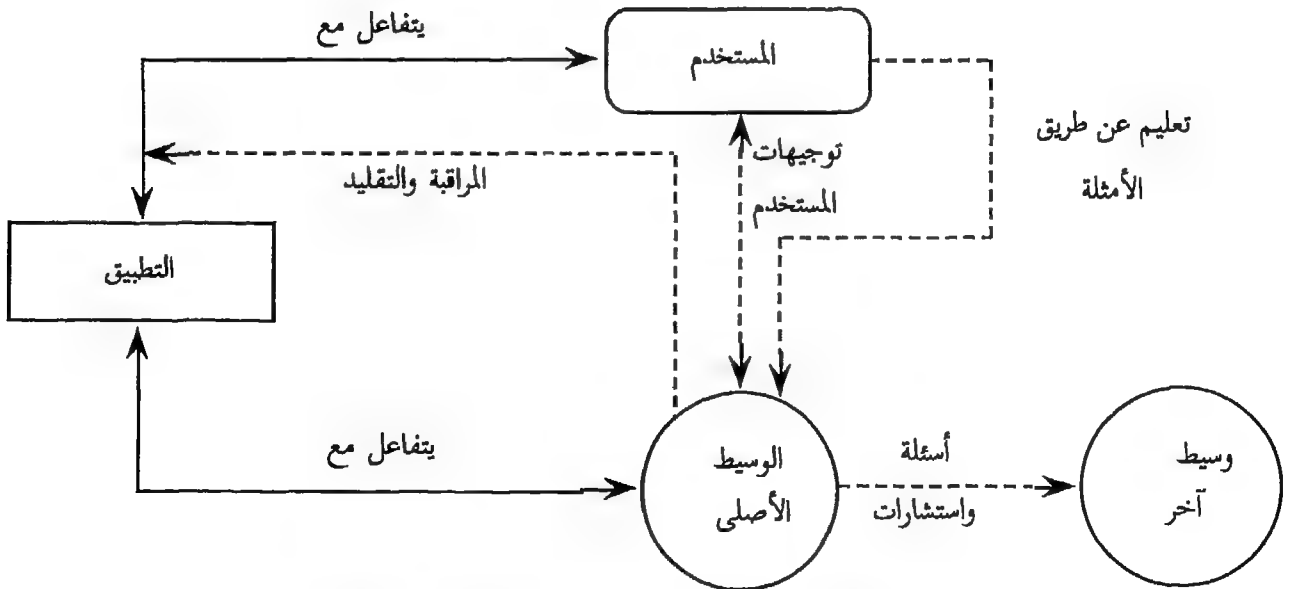 يتفاعل مع
المستخدم
تعليم عن طريق
الأمثلة
توجيهات
المستخدم
المراقبة والتقليد
التطبيق
يتفاعل مع
الوسيط
الأصلى
أسئلة
واستشارات
وسيط
آخر